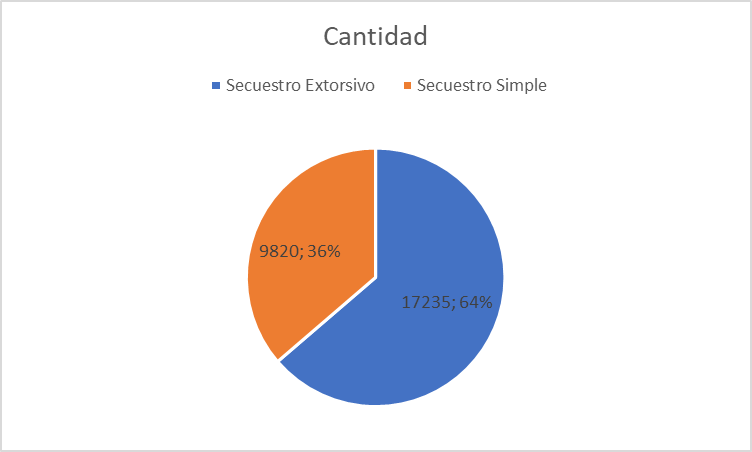 Cantidad
Secuestro Extorsivo Secuestro Simple
9820; 36%
17235; 64%